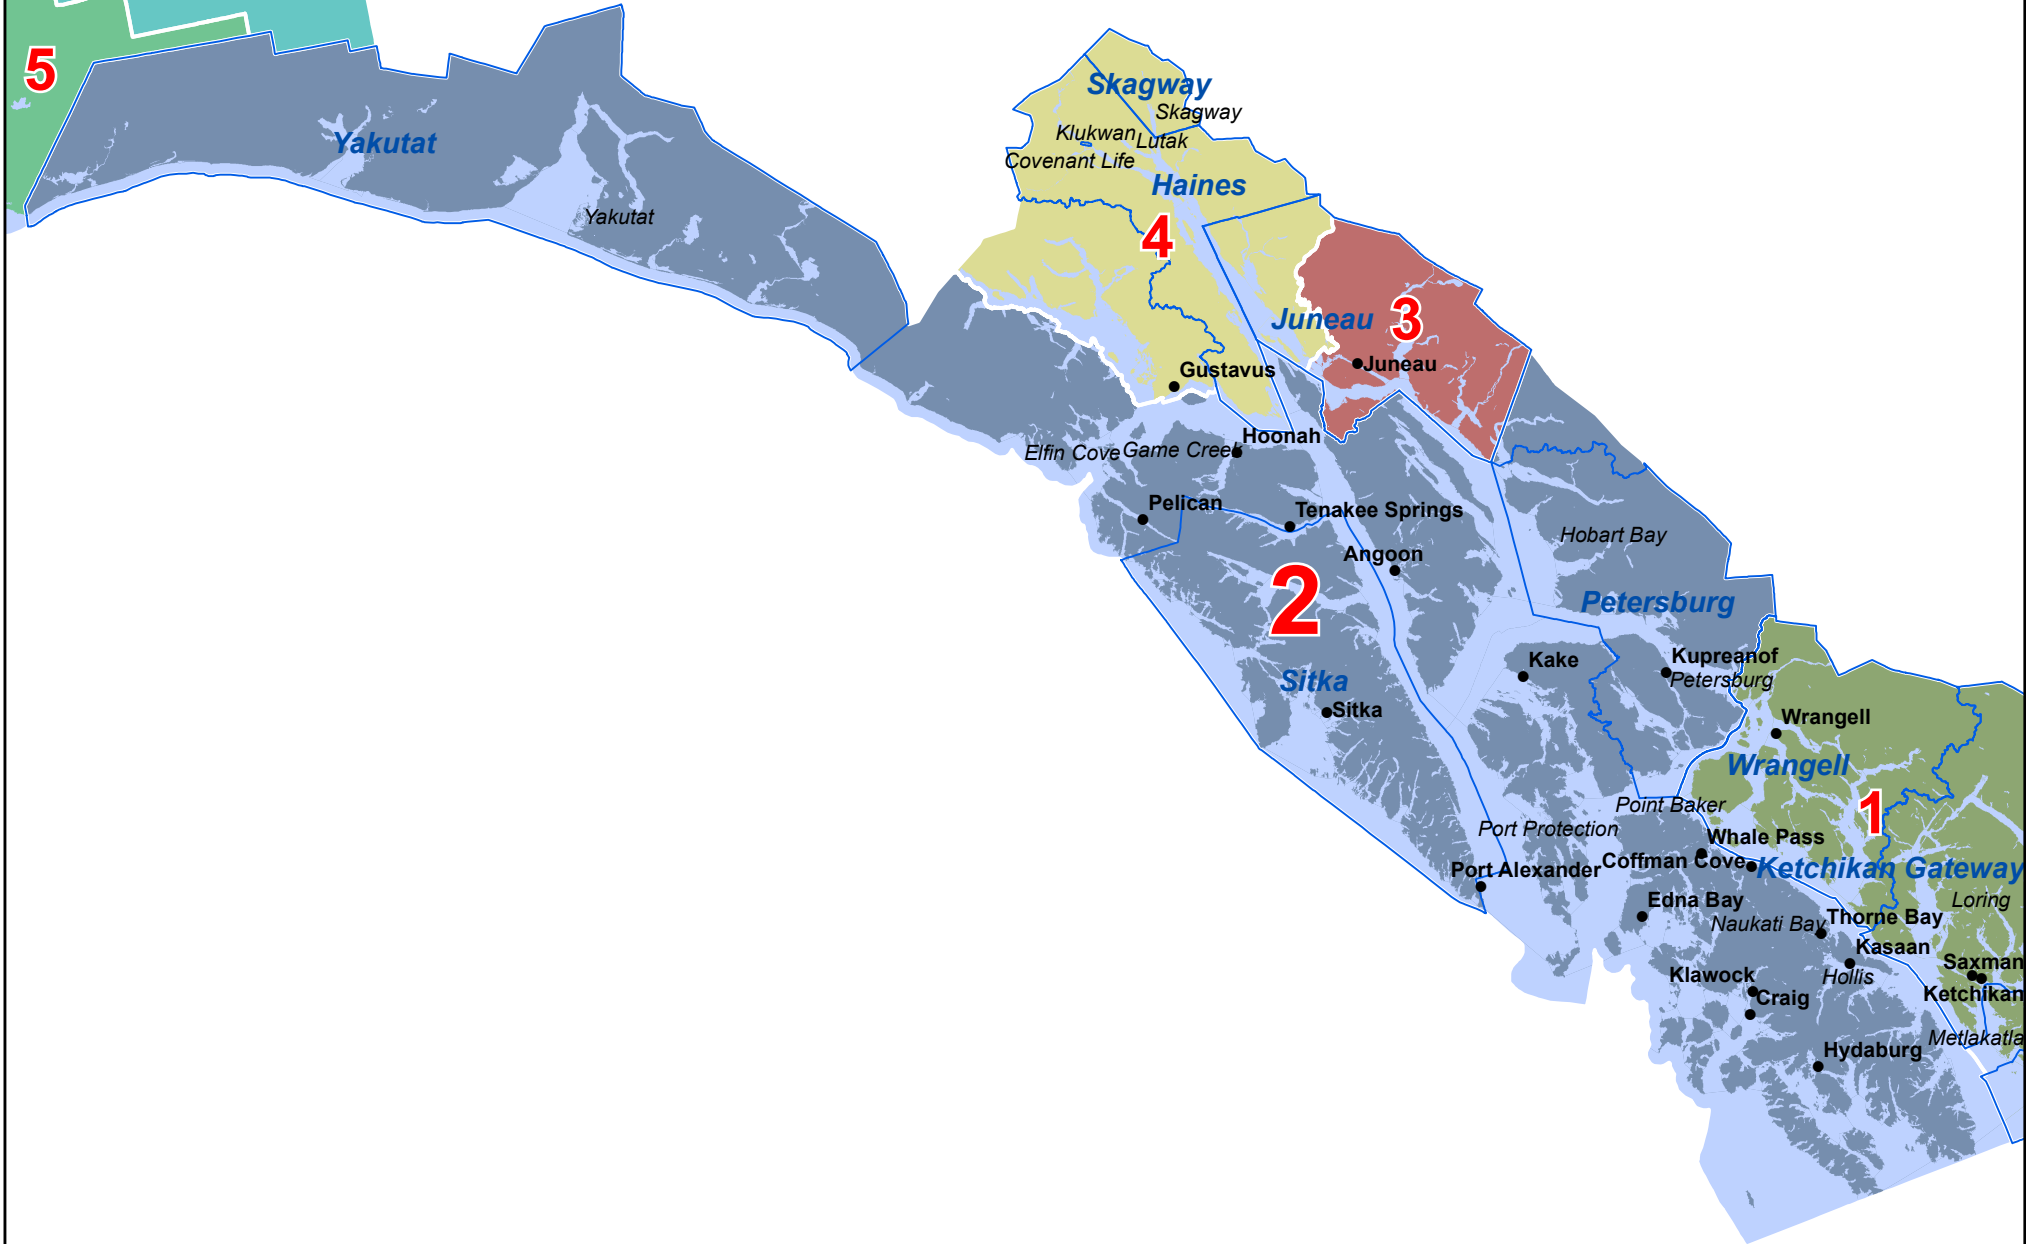 5
Yakutat
Yakutat
Skagway
Skagway
Klukwan
Lutak
Covenant Life
Haines
4
Juneau
3
Juneau
Gustavus
Hoonah
Elfin Cove
Game Creek
Pelican
Tenakee Springs
Angoon
Hobart Bay
2
Petersburg
Kake
Kupreanof
Petersburg
Sitka
Sitka
Wrangell
Wrangell
Point Baker
1
Port Protection
Whale Pass
Coffman Cove
Port Alexander
Ketchikan Gateway
Edna Bay
Loring
Naukati Bay
Thorne Bay
Kasaan
Saxman
Klawock
Hollis
Craig
Ketchikan
Metlakatla
Hydaburg